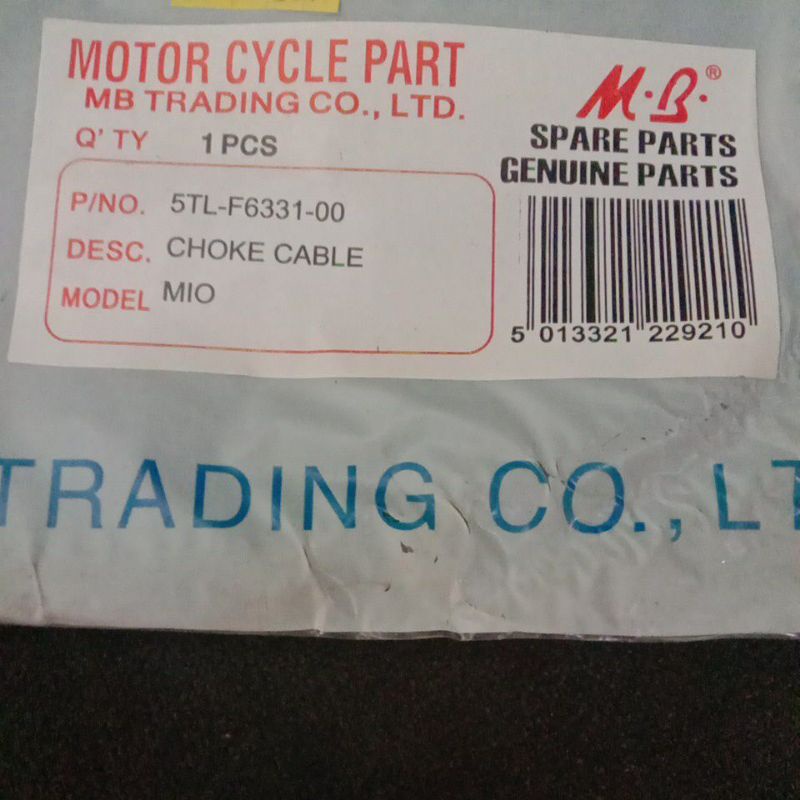 MOTOR CYCLE PART
MB TRADING CO., LTD.
Q' TY 1 PCS
P/NO. 5TL-F6331-00
DESC. CHOKE CABLE
MODEL MIO
M.B.®
SPARE PARTS
GENUINE PARTS
5 013321 229210
TRADING CO., LT